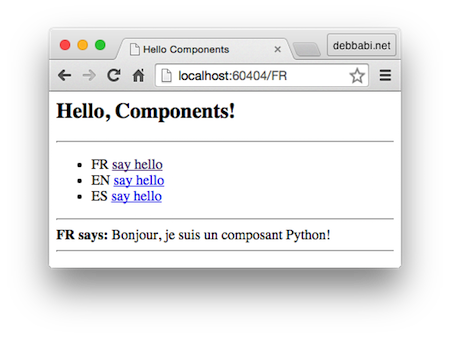 Hello Components
debbabi.net
localhost:60404/FR
Hello, Components!
FR say hello
EN say hello
ES say hello
FR says: Bonjour, je suis un composant Python!